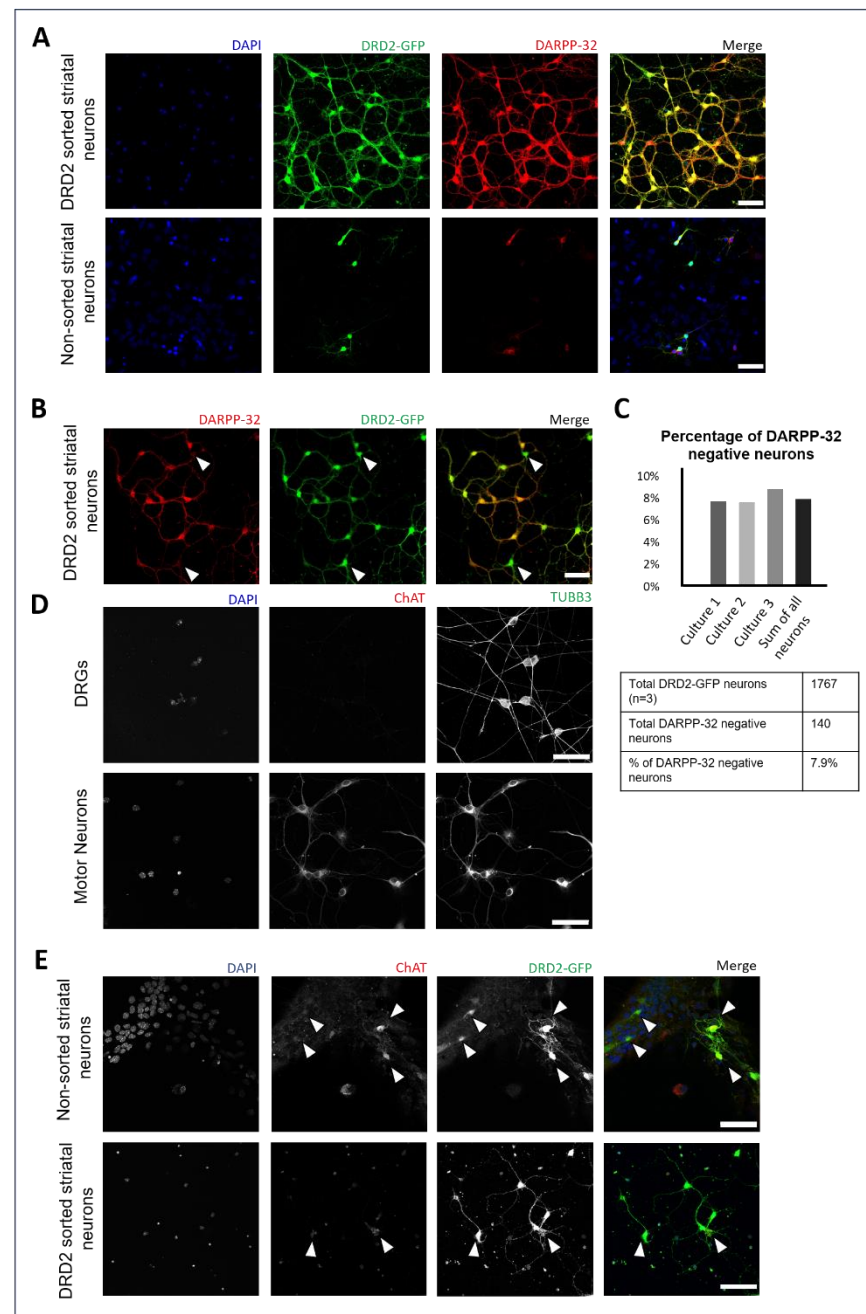 A
DAPI DRD2-GFP DARPP-32 Merge
DRD2 sorted striatal
neurons
Non-sorted striatal
neurons
B
DARPP-32 DRD2-GFP Merge
DRD2 sorted striatal
neurons
C
Percentage of DARPP-32
negative neurons
10%
8%
6%
4%
2%
0%
Culture 1
Culture 2
Culture 3
Sum of all
neurons
Total DRD2-GFP neurons 1767
(n=3)
Total DARPP-32 negative 140
neurons
% of DARPP-32 negative 7.9%
neurons
D
DAPI ChAT TUBB3
DRGs
Motor Neurons
E
DAPI ChAT DRD2-GFP Merge
Non-sorted striatal
neurons
DRD2 sorted striatal
neurons